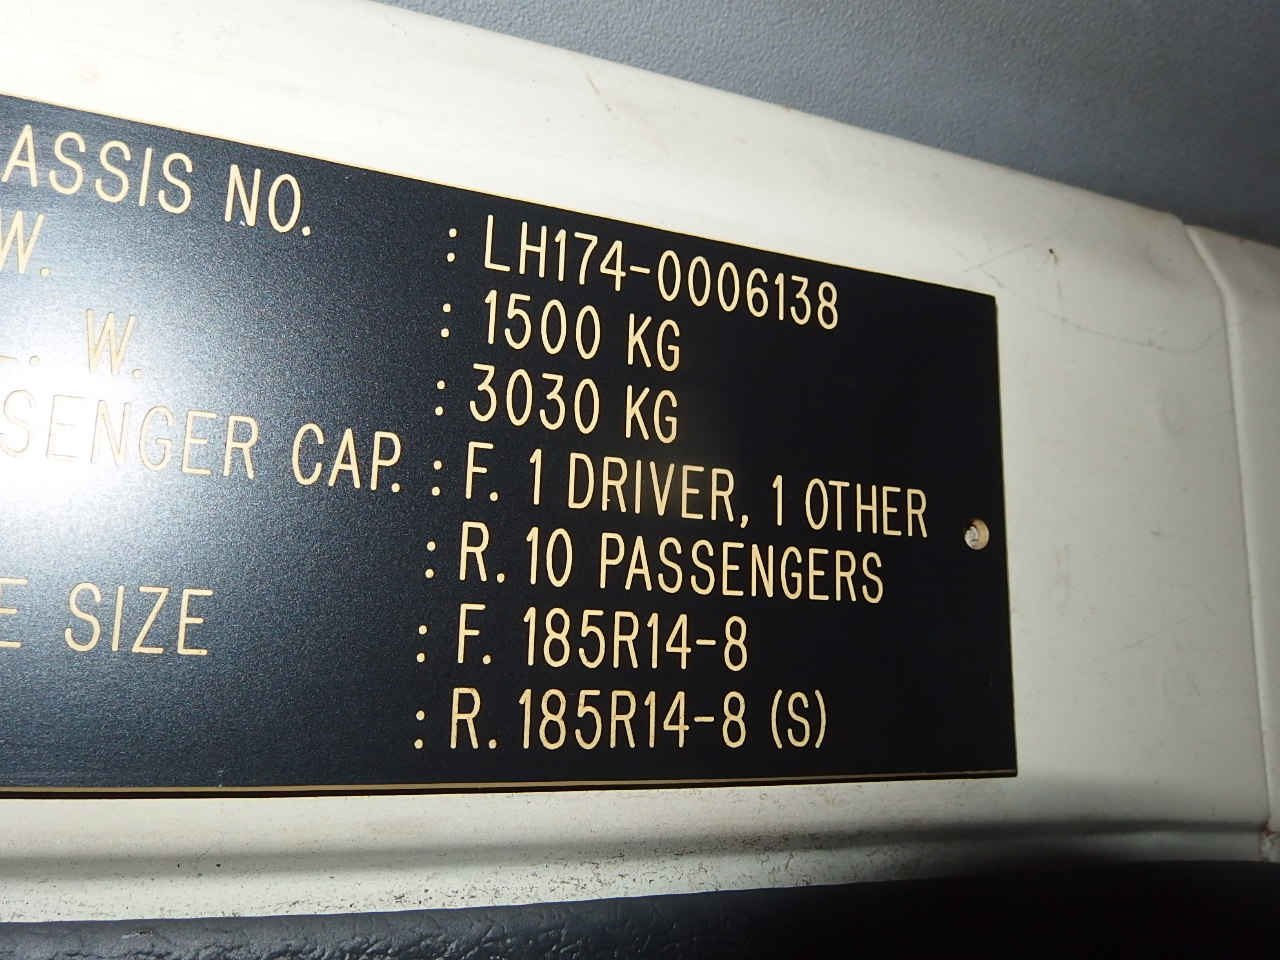 ASSIS NO. : LH174-0006138
W. : 1500 KG
. W. : 3030 KG
SENGER CAP. : F. 1 DRIVER, 1 OTHER
: R. 10 PASSENGERS
E SIZE : F. 185R14-8
: R. 185R14-8 (S)